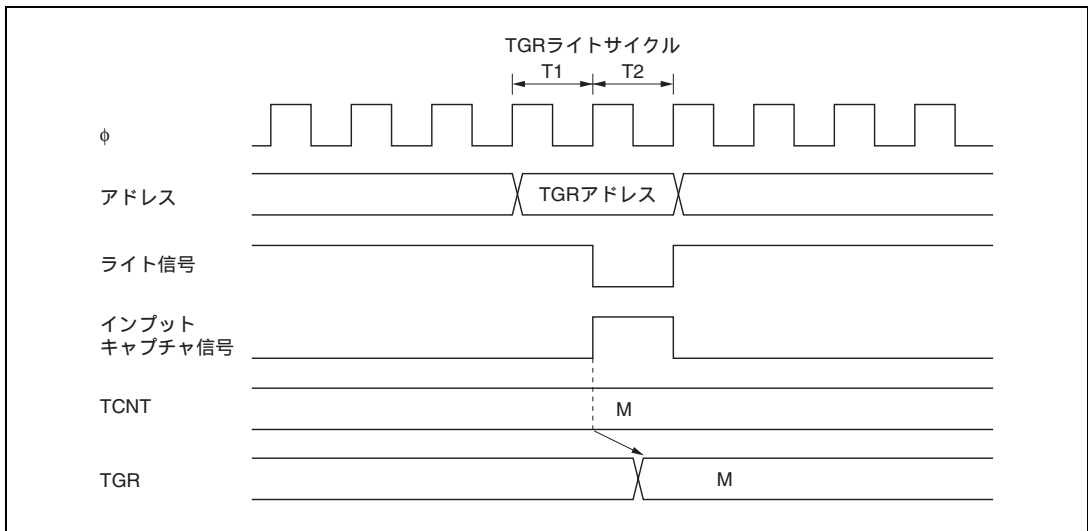 TGRライトサイクル
T1 T2
φ
アドレス TGRアドレス
ライト信号
インプット
キャプチャ信号
TCNT M
TGR M